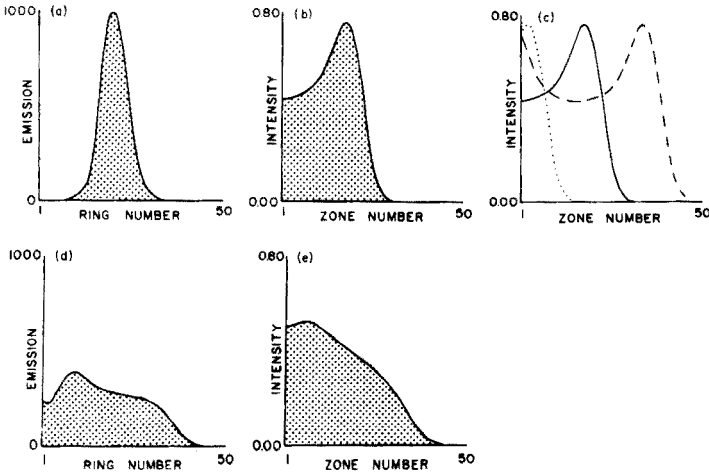 1000
(a)
EMISSION
0
1
RING NUMBER
50
0.80
(b)
INTENSITY
0.00
1
ZONE NUMBER
50
(c)
0.80
INTENSITY
0.00
1
ZONE NUMBER
50
1000
(d)
EMISSION
0
1
RING NUMBER
50
0.80
(e)
INTENSITY
0.00
1
ZONE NUMBER
50